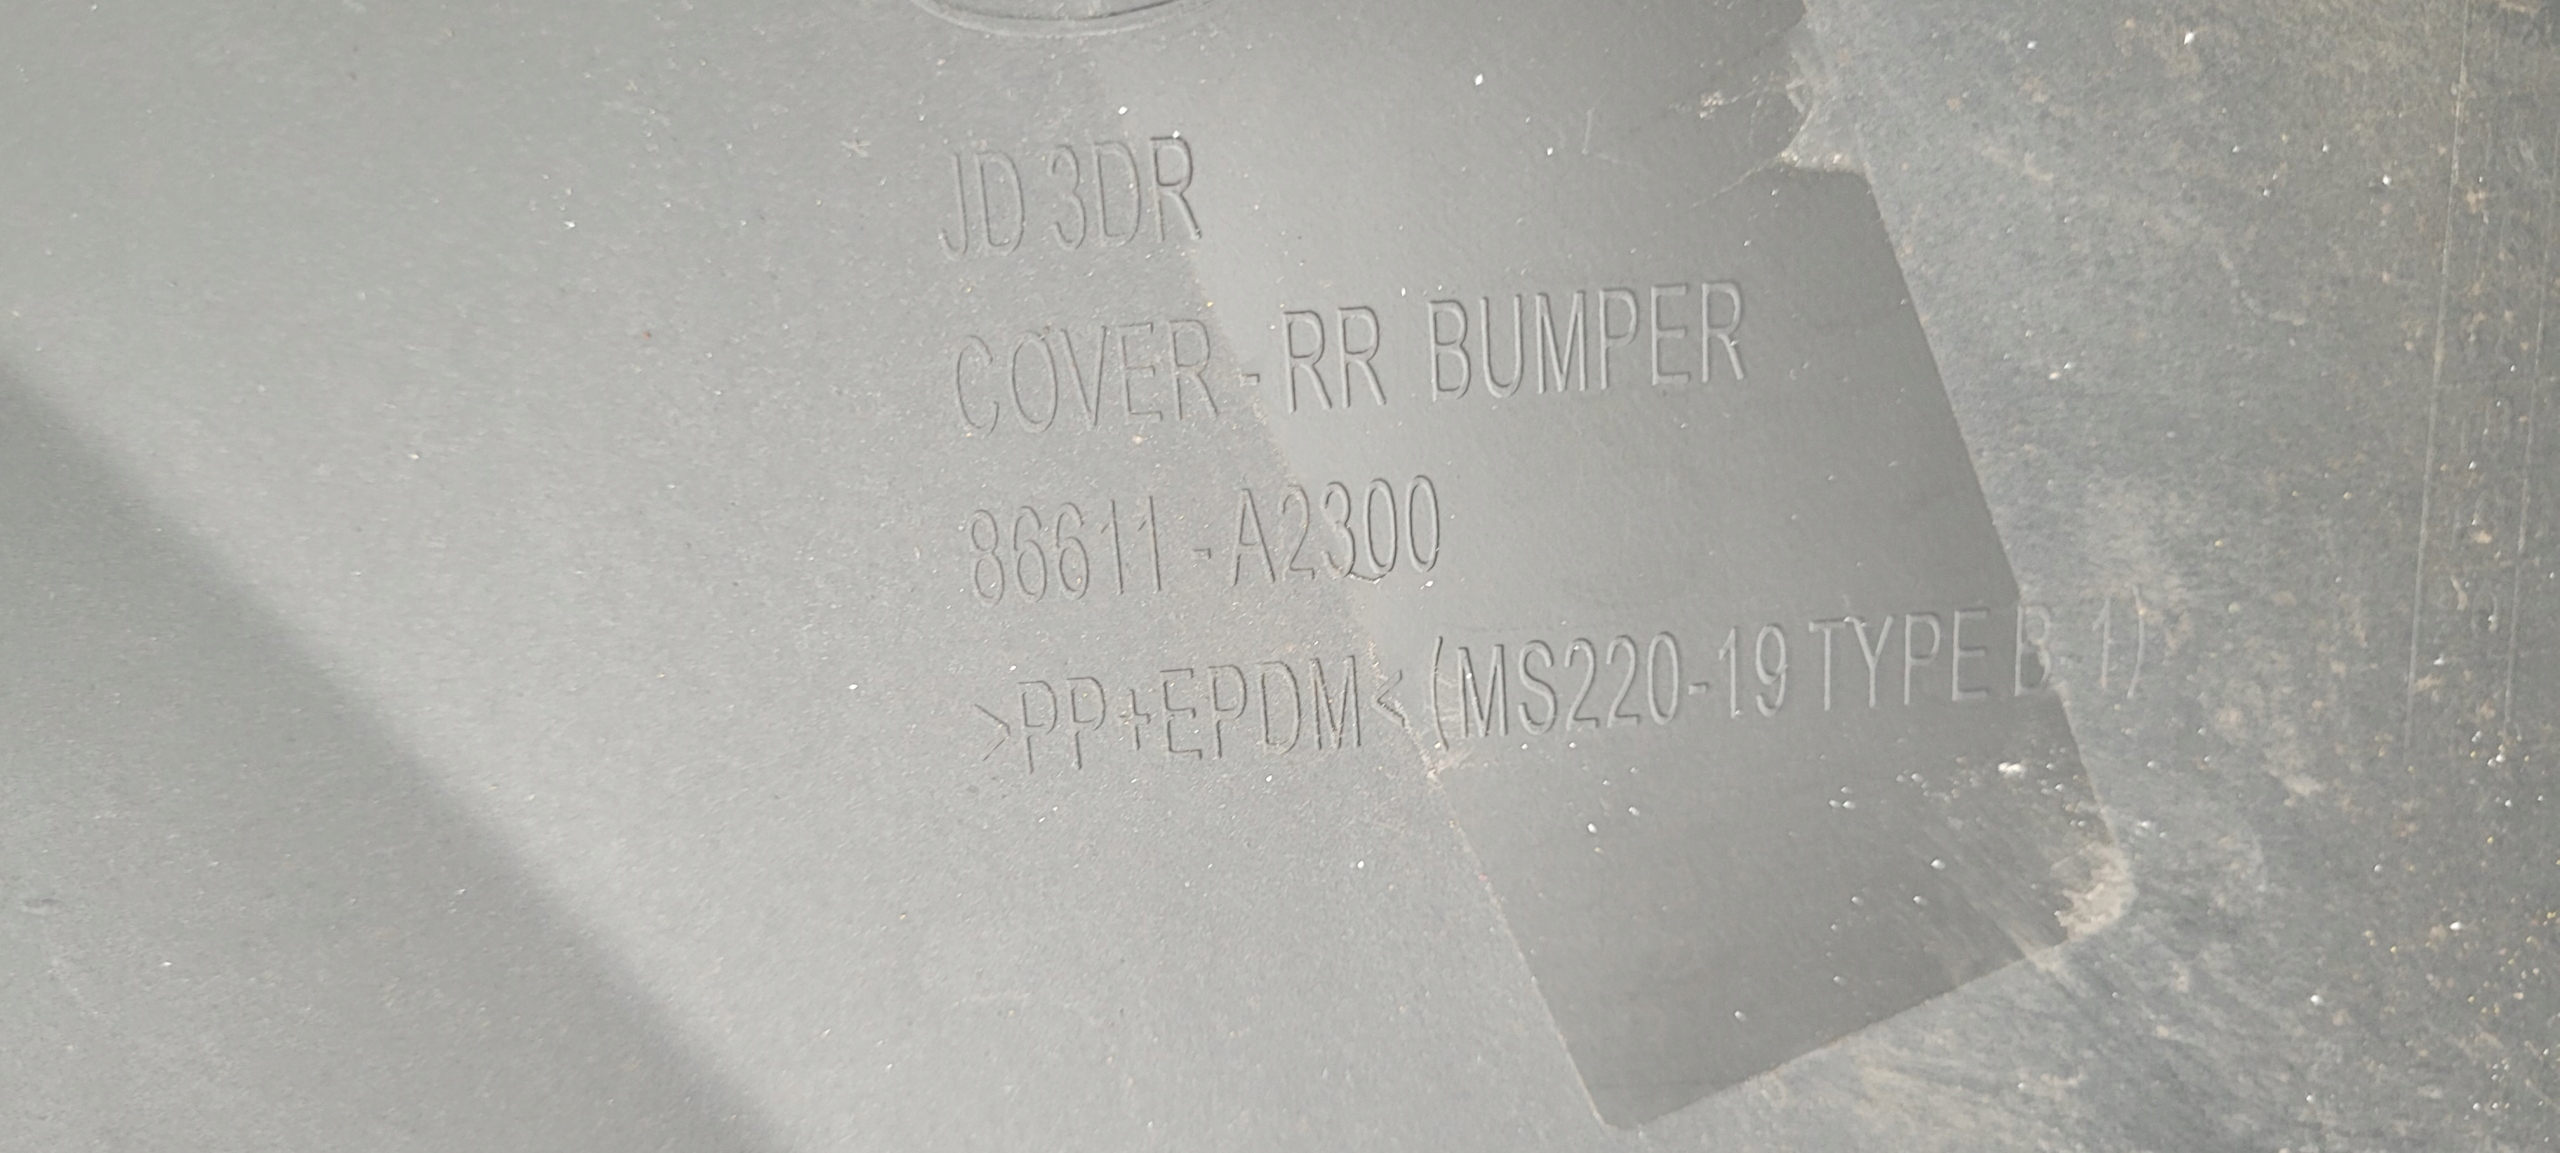 JD 3DR
COVER - RR BUMPER
86611 - A2300
>PP+EPDM< (MS220-19 TYPE B-1)